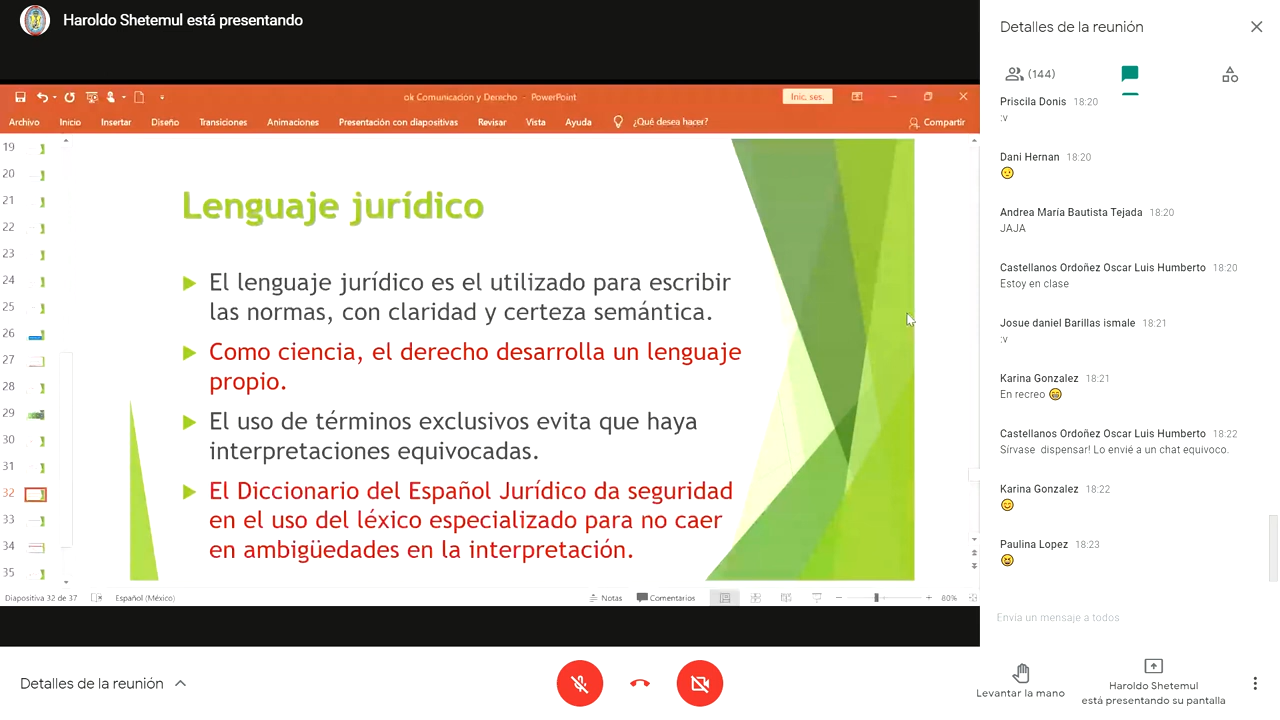 Haroldo Shetemul está presentando
ok Comunicación y Derecho - PowerPoint
Inic. ses.
Archivo Inicio Insertar Diseño Transiciones Animaciones Presentación con diapositivas Revisar Vista Ayuda ¿Qué desea hacer? Compartir
19
20
21
22
23
24
25
26
27
28
29
30
31
32
33
34
35
Lenguaje jurídico
El lenguaje jurídico es el utilizado para escribir
las normas, con claridad y certeza semántica.
Como ciencia, el derecho desarrolla un lenguaje
propio.
El uso de términos exclusivos evita que haya
interpretaciones equivocadas.
El Diccionario del Español Jurídico da seguridad
en el uso del léxico especializado para no caer
en ambigüedades en la interpretación.
Diapositiva 32 de 37 Español (México) Notas Comentarios 80%
Detalles de la reunión
(144)
Priscila Donis 18:20
:v
Dani Hernan 18:20
Andrea María Bautista Tejada 18:20
JAJA
Castellanos Ordoñez Oscar Luis Humberto 18:20
Estoy en clase
Josue daniel Barillas ismale 18:21
:v
Karina Gonzalez 18:21
En recreo 😄
Castellanos Ordoñez Oscar Luis Humberto 18:22
Sírvase dispensar! Lo envié a un chat equivoco.
Karina Gonzalez 18:22
Paulina Lopez 18:23
Envía un mensaje a todos
Detalles de la reunión
Levantar la mano
Haroldo Shetemul
está presentando su pantalla